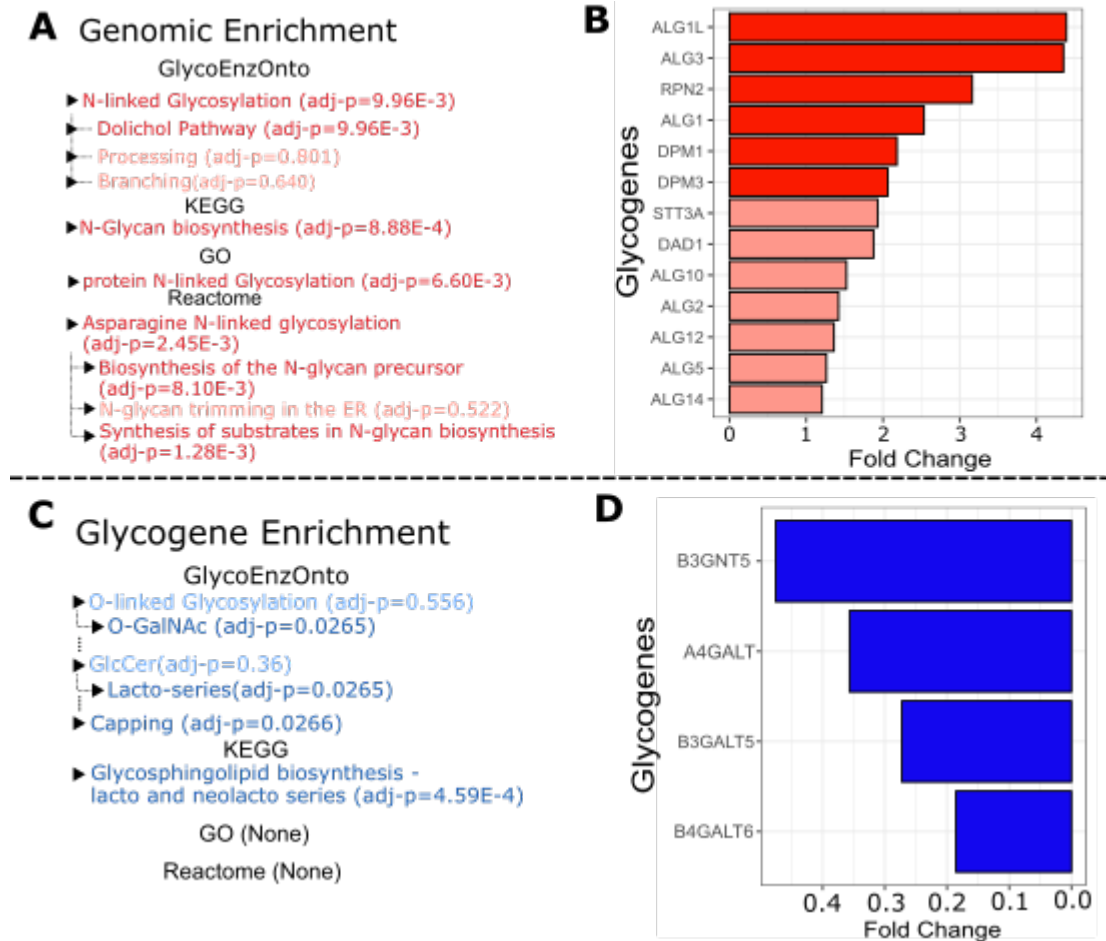 A Genomic Enrichment
GlycoEnzOnto
N-linked Glycosylation (adj-p=9.96E-3)
Dolichol Pathway (adj-p=9.96E-3)
Processing (adj-p=0.801)
Branching(adj-p=0.640)
KEGG
N-Glycan biosynthesis (adj-p=8.88E-4)
GO
protein N-linked Glycosylation (adj-p=6.60E-3)
Reactome
Asparagine N-linked glycosylation
(adj-p=2.45E-3)
Biosynthesis of the N-glycan precursor
(adj-p=8.10E-3)
N-glycan trimming in the ER (adj-p=0.522)
Synthesis of substrates in N-glycan biosynthesis
(adj-p=1.28E-3)
B
Glycogenes
ALG1L
ALG3
RPN2
ALG1
DPM1
DPM3
STT3A
DAD1
ALG10
ALG2
ALG12
ALG5
ALG14
0 1 2 3 4
Fold Change
C Glycogene Enrichment
GlycoEnzOnto
O-linked Glycosylation (adj-p=0.556)
O-GalNAc (adj-p=0.0265)
GlcCer(adj-p=0.36)
Lacto-series(adj-p=0.0265)
Capping (adj-p=0.0266)
KEGG
Glycosphingolipid biosynthesis -
lacto and neolacto series (adj-p=4.59E-4)
GO (None)
Reactome (None)
D
Glycogenes
B3GNT5
A4GALT
B3GALT5
B4GALT6
0.4 0.3 0.2 0.1 0.0
Fold Change